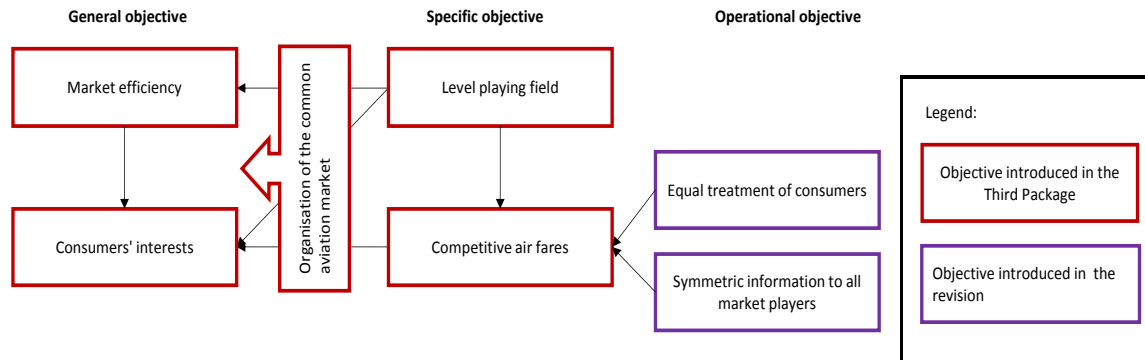 General objective
Specific objective
Operational objective
Market efficiency
Organisation of the common
aviation market
Level playing field
Consumers' interests
Competitive air fares
Equal treatment of consumers
Symmetric information to all
market players
Legend:
Objective introduced in the
Third Package
Objective introduced in the
revision